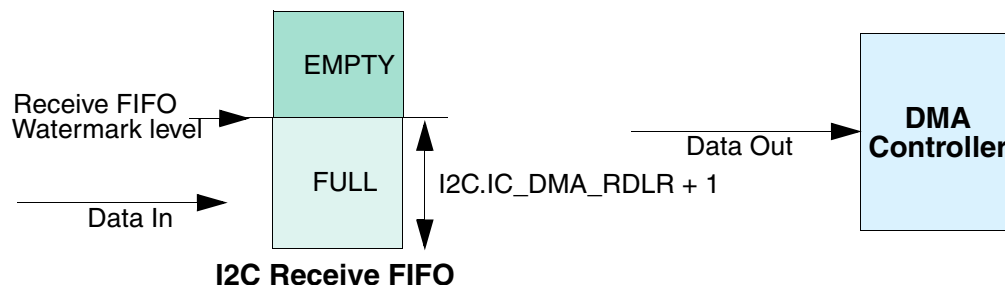 EMPTY
Receive FIFO
Watermark level
DMA
Controller
Data Out
FULL
I2C.IC_DMA_RDLR + 1
Data In
I2C Receive FIFO